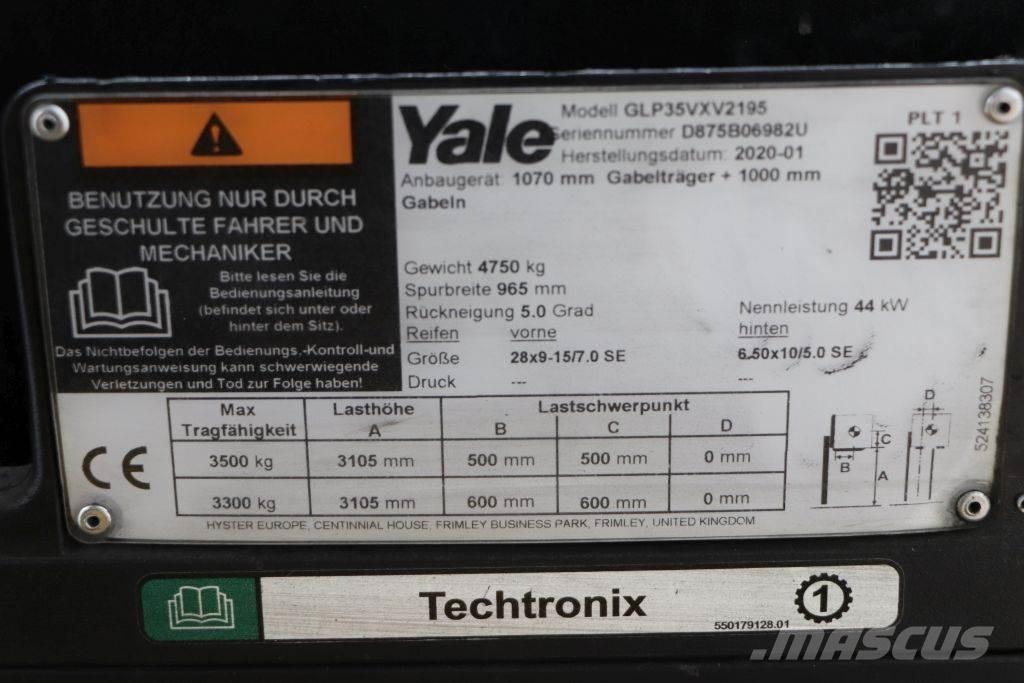 BENUTZUNG NUR DURCH
GESCHULTE FAHRER UND
MECHANIKER
Bitte lesen Sie die
Bedienungsanleitung
(befindet sich unter oder
hinter dem Sitz).
Das Nichtbefolgen der Bedienungs.-Kontroll-und
Wartungsanweisung kann schwerwiegende
Verletzungen und Tod zur Folge haben!
Yale
Modell GLP35VXV2195
Seriennummer D875B06982U
Herstellungsdatum: 2020-01
PLT 1
Anbaugerät: 1070 mm Gabelträger + 1000 mm
Gabeln
Gewicht 4750 kg
Spurbreite 965 mm
Rückneigung 5.0 Grad Nennleistung 44 kW
Reifen vorne hinten
Größe 28x9-15/7.0 SE 6.50x10/5.0 SE
Druck --- ---
Max Lasthöhe Lastschwerpunkt
Tragfähigkeit A B C D
3500 kg 3105 mm 500 mm 500 mm 0 mm
3300 kg 3105 mm 600 mm 600 mm 0 mm
CE
D
C
B
A
524138307
HYSTER EUROPE, CENTINNIAL HOUSE, FRIMLEY BUSINESS PARK, FRIMLEY, UNITED KINGDOM
Techtronix
550179128.01
1
MASCUS